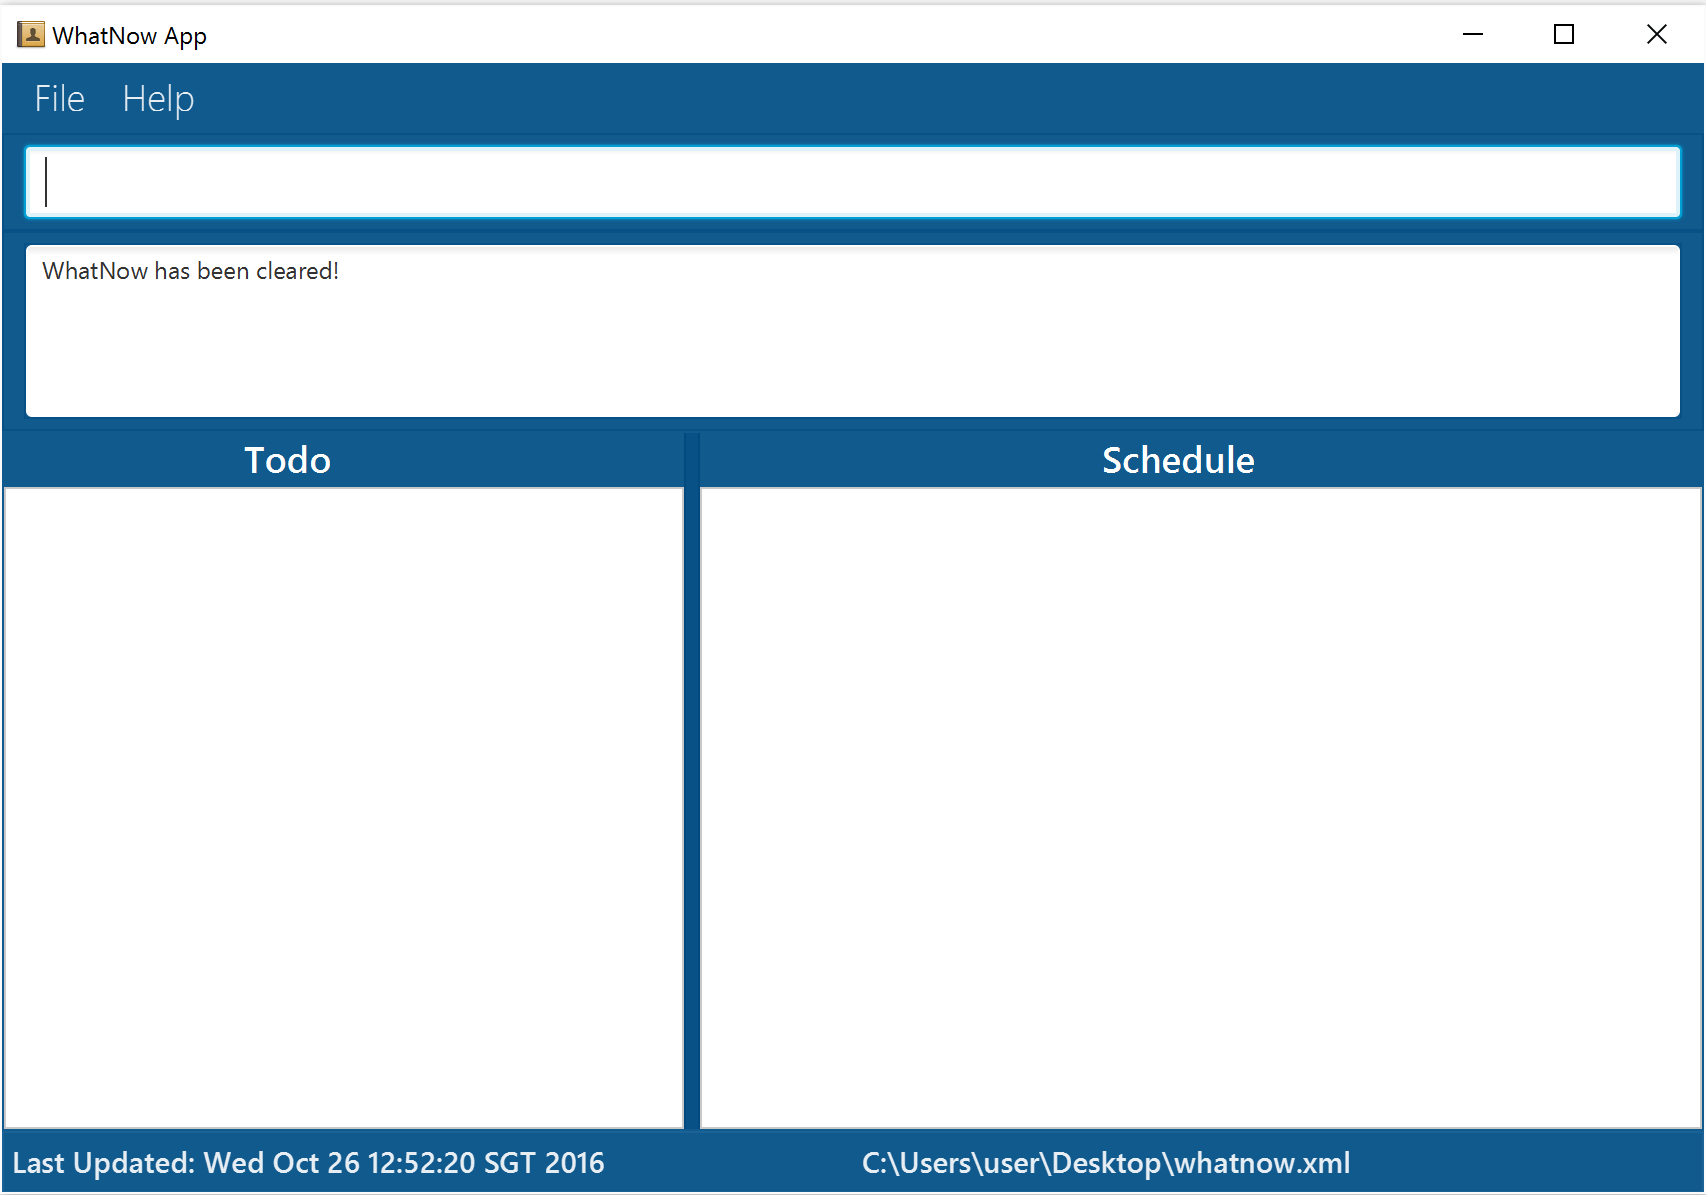 WhatNow App
File Help
WhatNow has been cleared!
Todo
Schedule
Last Updated: Wed Oct 26 12:52:20 SGT 2016
C:\Users\user\Desktop\whatnow.xml